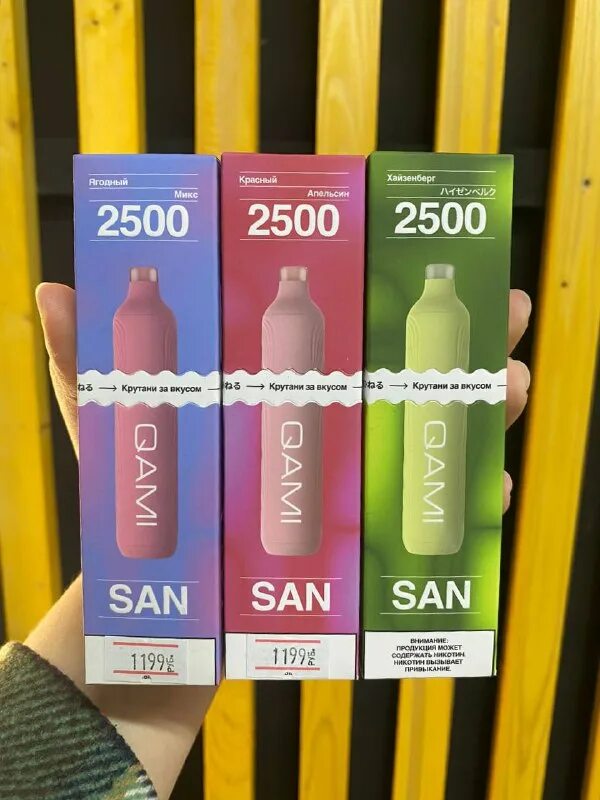 Ягодный
Микс
2500
ねる → Крутани за вкусом
QAMI
SAN
1199 РУБ.
Красный
Апельсин
2500
ねる → Крутани за вкусом
QAMI
SAN
1199 РУБ.
Хайзенберг
ハイゼンベルク
2500
ねる → Крутани за вкусом
QAMI
SAN
ВНИМАНИЕ:
ПРОДУКЦИЯ МОЖЕТ
СОДЕРЖАТЬ НИКОТИН.
НИКОТИН ВЫЗЫВАЕТ
ПРИВЫКАНИЕ.